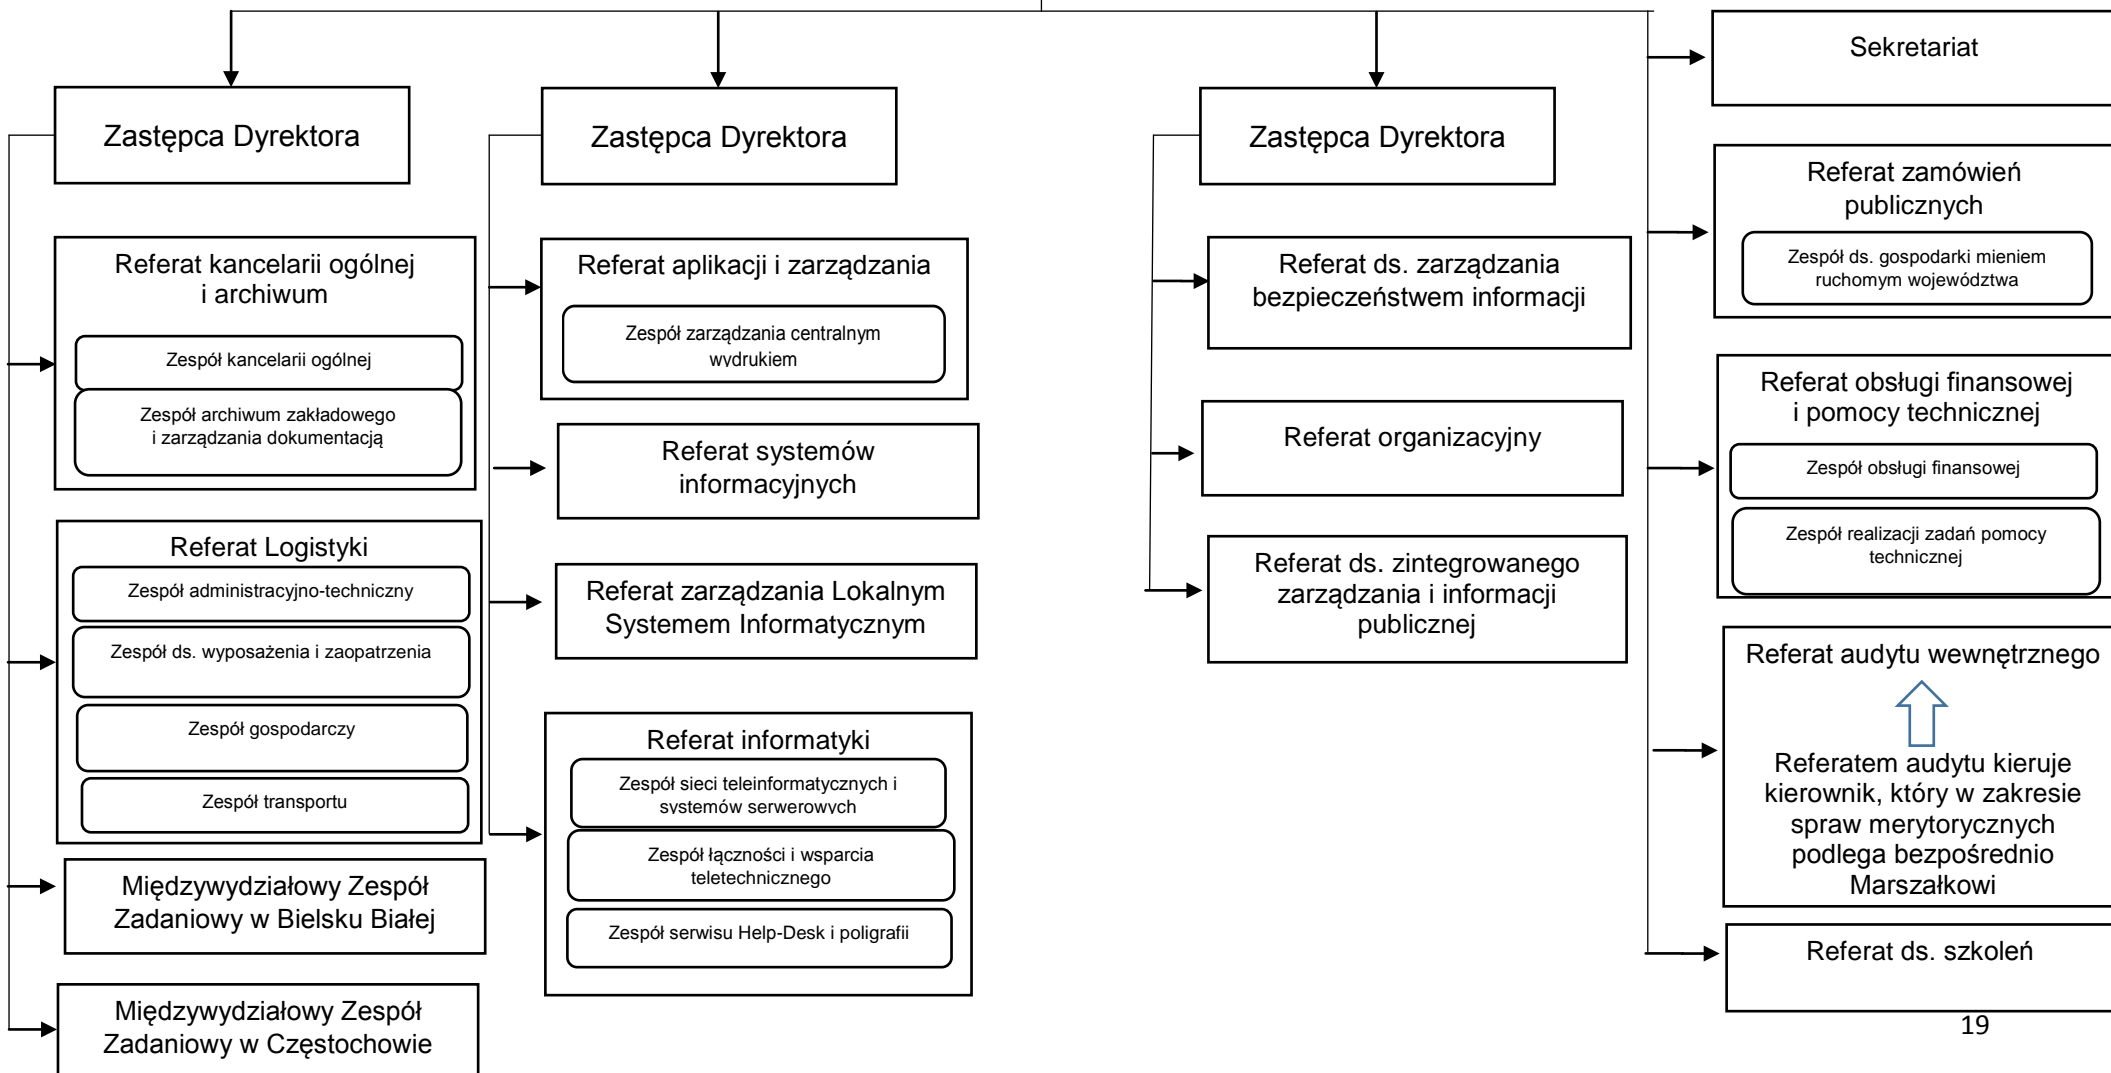 Zastępca Dyrektora
Referat kancelarii ogólnej
i archiwum
Zespół kancelarii ogólnej
Zespół archiwum zakładowego
i zarządzania dokumentacją
Referat Logistyki
Zespół administracyjno-techniczny
Zespół ds. wyposażenia i zaopatrzenia
Zespół gospodarczy
Zespół transportu
Międzywydziałowy Zespół
Zadaniowy w Bielsku Białej
Międzywydziałowy Zespół
Zadaniowy w Częstochowie
Zastępca Dyrektora
Referat aplikacji i zarządzania
Zespół zarządzania centralnym
wydrukiem
Referat systemów
informacyjnych
Referat zarządzania Lokalnym
Systemem Informatycznym
Referat informatyki
Zespół sieci teleinformatycznych i
systemów serwerowych
Zespół łączności i wsparcia
teletechnicznego
Zespół serwisu Help-Desk i poligrafii
Zastępca Dyrektora
Referat ds. zarządzania
bezpieczeństwem informacji
Referat organizacyjny
Referat ds. zintegrowanego
zarządzania i informacji
publicznej
Sekretariat
Referat zamówień
publicznych
Zespół ds. gospodarki mieniem
ruchomym województwa
Referat obsługi finansowej
i pomocy technicznej
Zespół obsługi finansowej
Zespół realizacji zadań pomocy
technicznej
Referat audytu wewnętrznego
Referatem audytu kieruje
kierownik, który w zakresie
spraw merytorycznych
podlega bezpośrednio
Marszałkowi
Referat ds. szkoleń
19